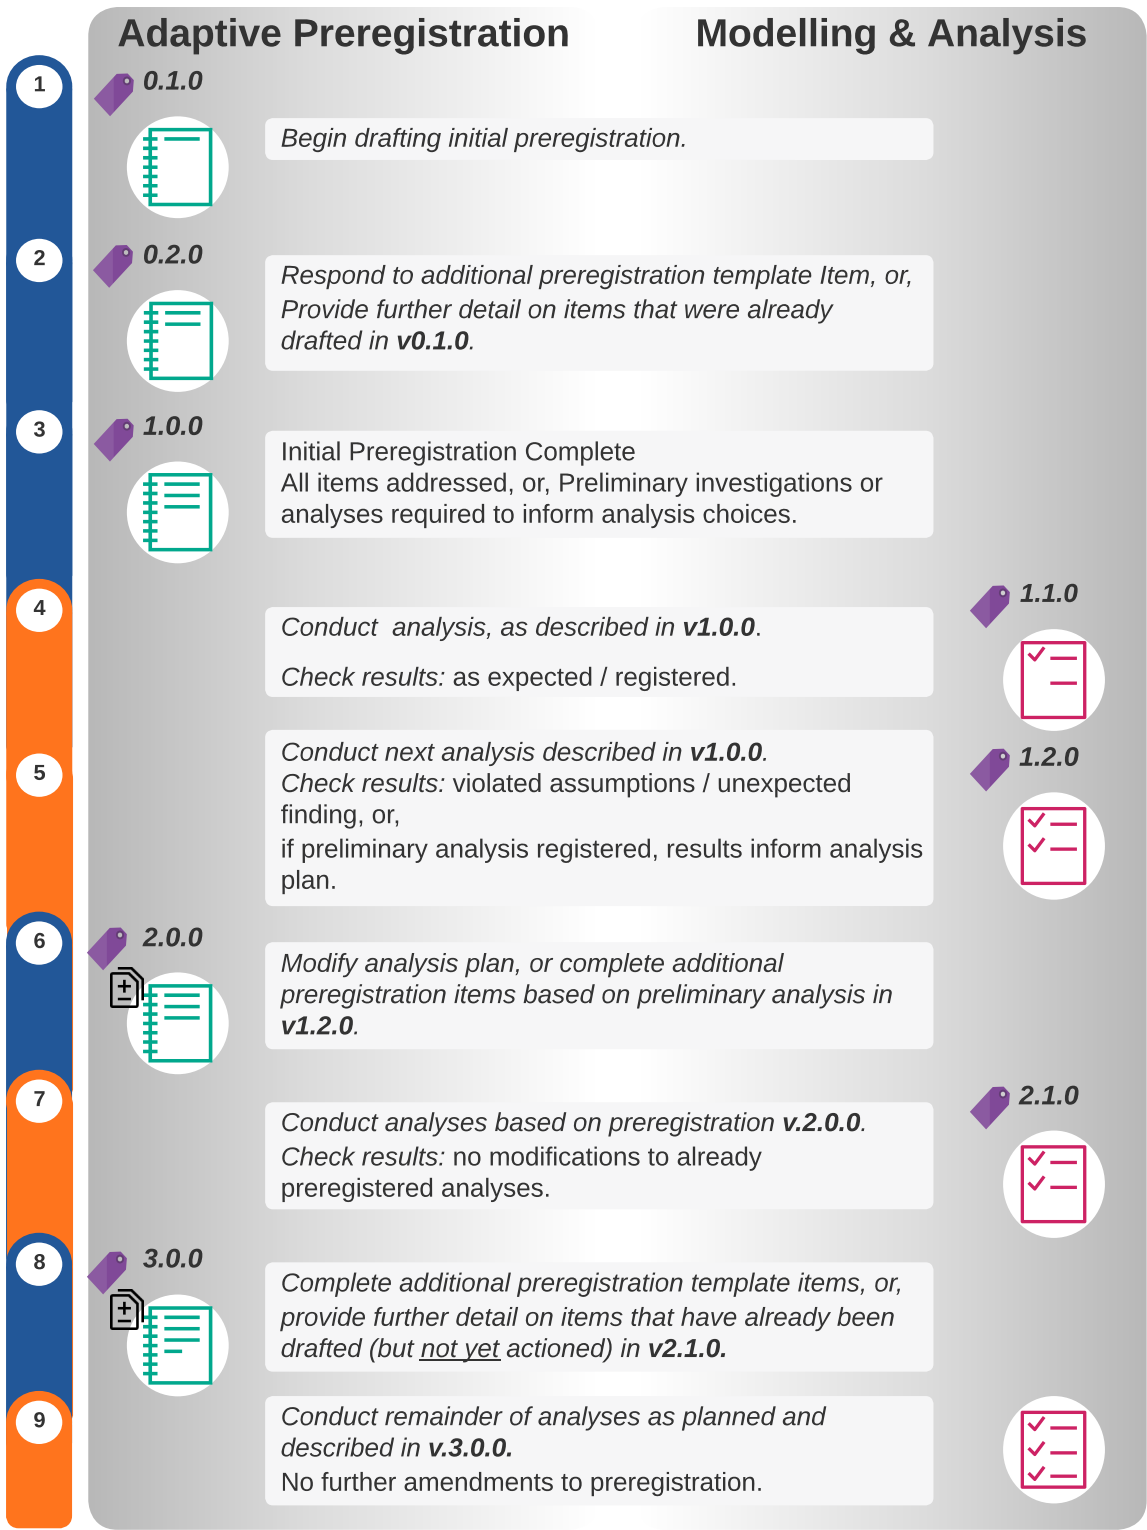 Adaptive Preregistration
Modelling & Analysis
1
0.1.0
Begin drafting initial preregistration.
2
0.2.0
Respond to additional preregistration template Item, or,
Provide further detail on items that were already
drafted in v0.1.0.
3
1.0.0
Initial Preregistration Complete
All items addressed, or, Preliminary investigations or
analyses required to inform analysis choices.
4
1.1.0
Conduct  analysis, as described in v1.0.0.
Check results: as expected / registered.
5
1.2.0
Conduct next analysis described in v1.0.0.
Check results: violated assumptions / unexpected
finding, or,
if preliminary analysis registered, results inform analysis
plan.
6
2.0.0
Modify analysis plan, or complete additional
preregistration items based on preliminary analysis in
v1.2.0.
7
2.1.0
Conduct analyses based on preregistration v.2.0.0.
Check results: no modifications to already
preregistered analyses.
8
3.0.0
Complete additional preregistration template items, or,
provide further detail on items that have already been
drafted (but not yet actioned) in v2.1.0.
9
Conduct remainder of analyses as planned and
described in v.3.0.0.
No further amendments to preregistration.